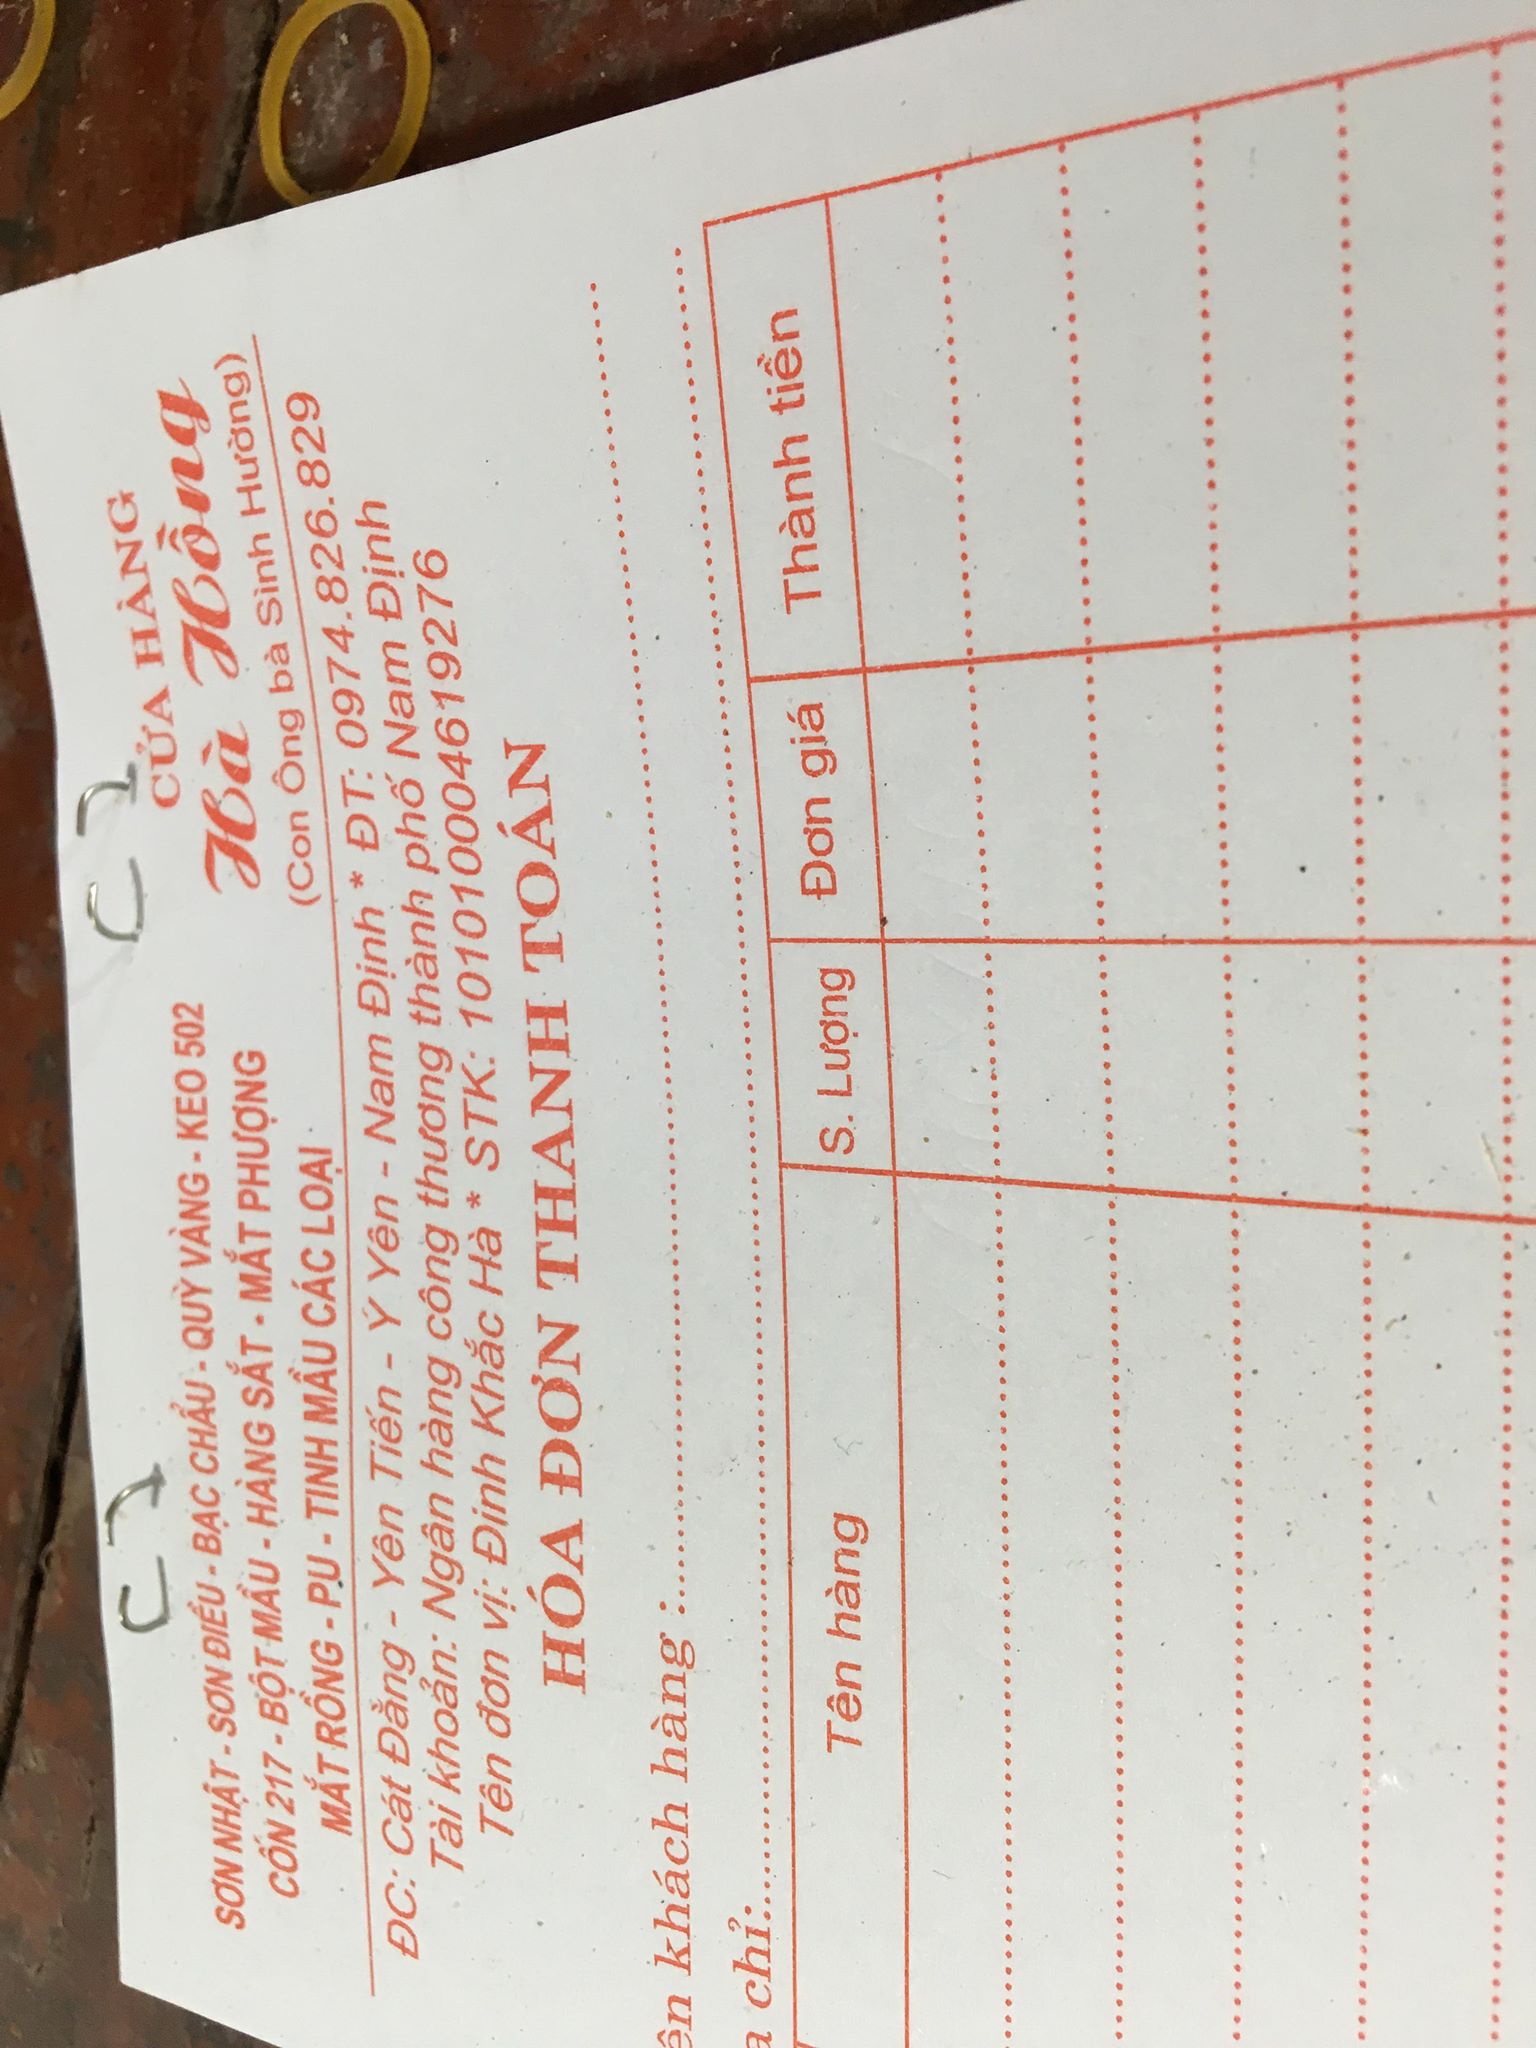 SƠN NHẬT - SƠN ĐIỀU - BẠC CHẨU - QUỲ VÀNG - KEO 502
CỐN 217 - BỘT MẦU - HÀNG SẮT - MẮT PHƯỢNG
MẮT RỒNG - PU - TINH MẦU CÁC LOẠI
CỬA HÀNG
Hà Hồng
(Con Ông bà Sình Hường)
ĐC: Cát Đằng - Yên Tiến - Ý Yên - Nam Định * ĐT: 0974.826.829
Tài khoản: Ngân hàng công thương thành phố Nam Định
Tên đơn vị: Đinh Khắc Hà * STK: 101010004619276
HÓA ĐƠN THANH TOÁN
ên khách hàng :
a chỉ:
Tên hàng S. Lượng Đơn giá Thành tiền